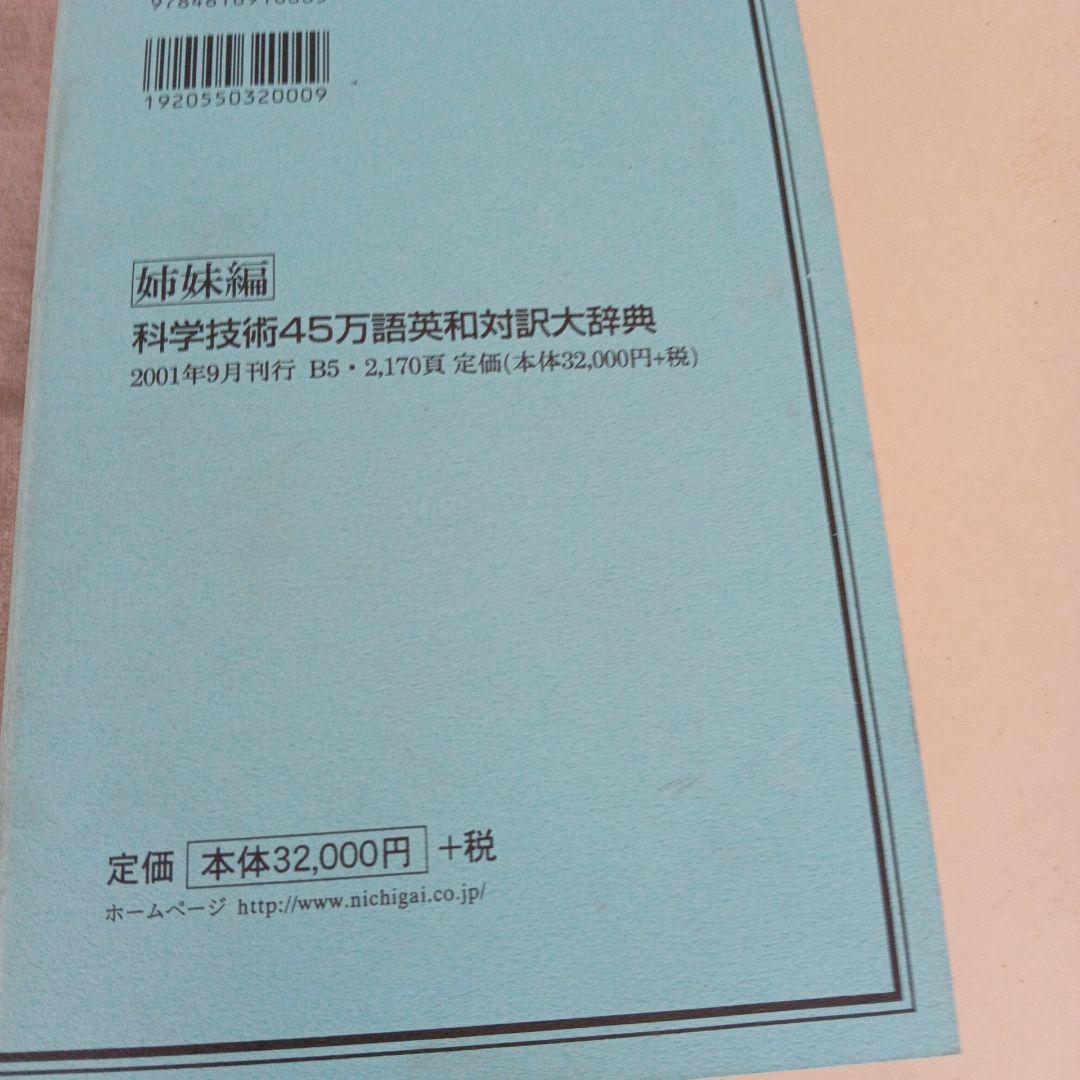 1920550320009
姉妹編
科学技術45万語英和対訳大辞典
2001年9月刊行 B5・2,170頁 定価(本体32,000円+税)
定価 本体32,000円 +税
ホームページ http://www.nichigai.co.jp/